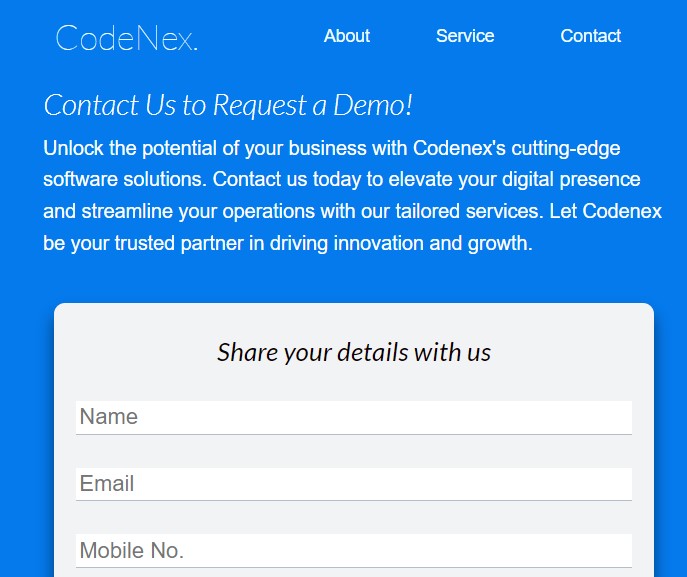 CodeNex.
About
Service
Contact
Contact Us to Request a Demo!
Unlock the potential of your business with Codenex's cutting-edge
software solutions. Contact us today to elevate your digital presence
and streamline your operations with our tailored services. Let Codenex
be your trusted partner in driving innovation and growth.
Share your details with us
Name
Email
Mobile No.